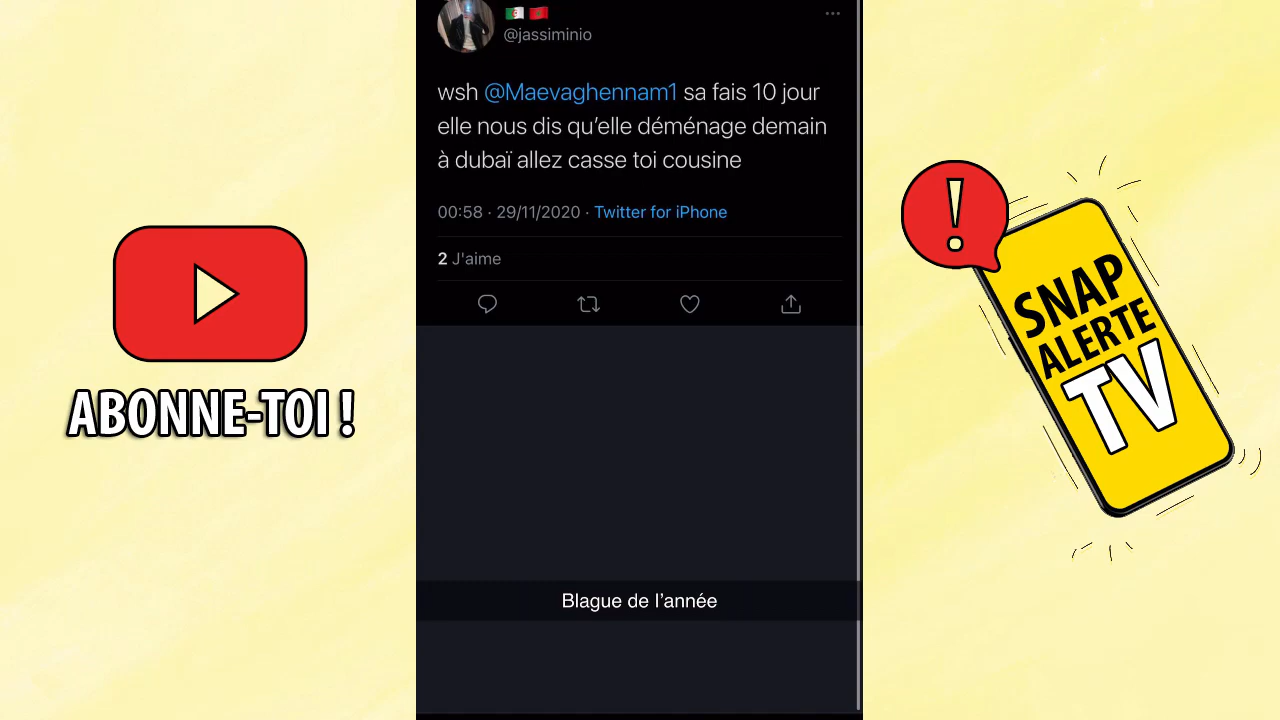 @jassiminio
wsh @Maevaghennam1 sa fais 10 jour
elle nous dis qu'elle déménage demain
à dubaï allez casse toi cousine
00:58 · 29/11/2020 · Twitter for iPhone
2 J'aime
Blague de l'année
ABONNE-TOI !
SNAP
ALERTE
TV